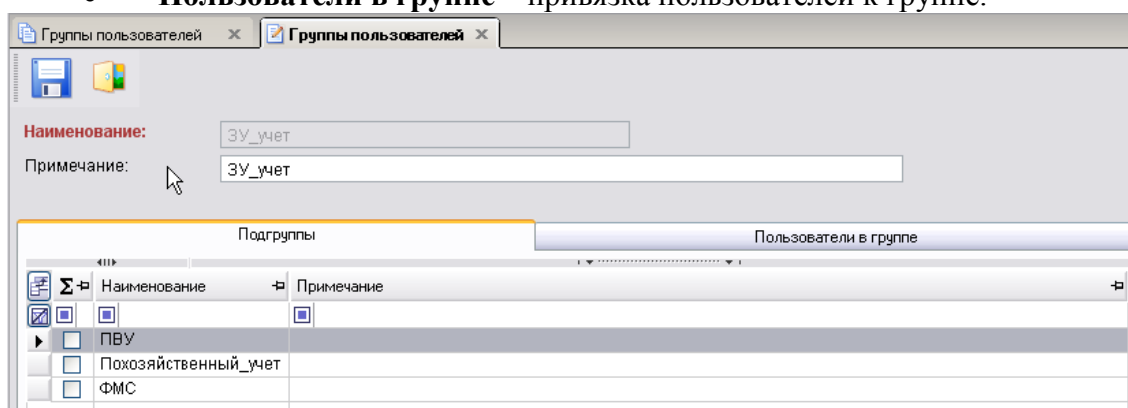 Пользователи в группе – привязка пользователей к группе.
Группы пользователей Группы пользователей
Наименование: ЗУ_учет
Примечание: ЗУ_учет
Подгруппы Пользователи в группе
Σ Наименование Примечание
ПВУ
Похозяйственный_учет
ФМС